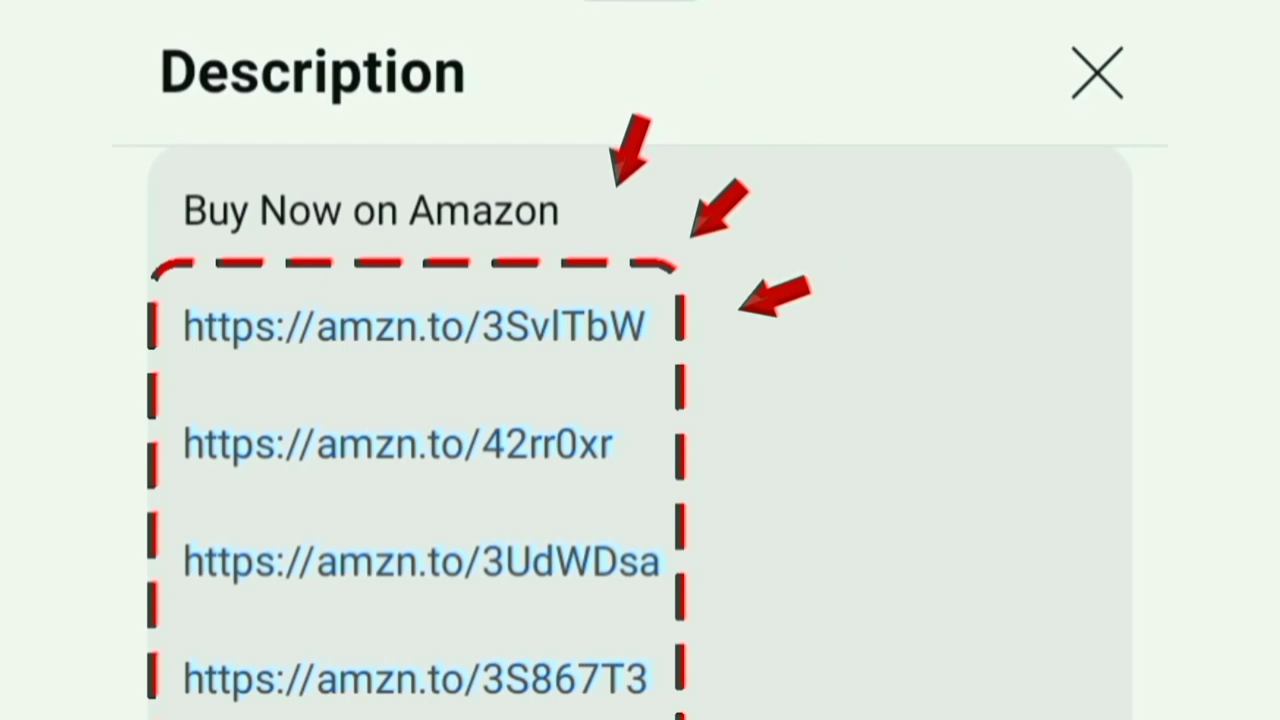 Description
Buy Now on Amazon
https://amzn.to/3SvlTbW
https://amzn.to/42rr0xr
https://amzn.to/3UdWDsa
https://amzn.to/3S867T3